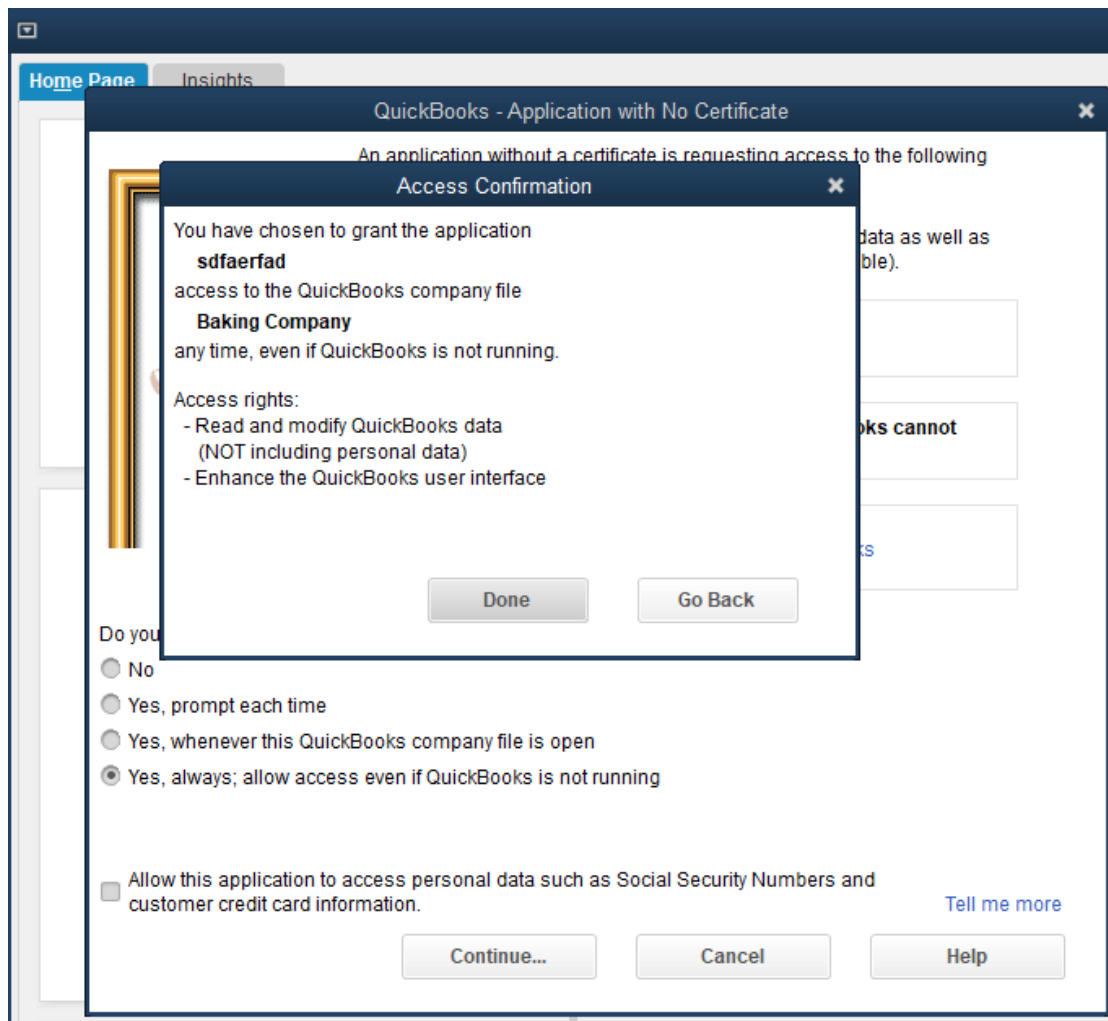 Home Page
Insights
QuickBooks - Application with No Certificate
An application without a certificate is requesting access to the following
Access Confirmation
You have chosen to grant the application
sdfaerfad
access to the QuickBooks company file
Baking Company
any time, even if QuickBooks is not running.
Access rights:
- Read and modify QuickBooks data
(NOT including personal data)
- Enhance the QuickBooks user interface
Done
Go Back
data as well as
ble).
oks cannot
ks
Do you
No
Yes, prompt each time
Yes, whenever this QuickBooks company file is open
Yes, always; allow access even if QuickBooks is not running
Allow this application to access personal data such as Social Security Numbers and
customer credit card information.
Tell me more
Continue...
Cancel
Help